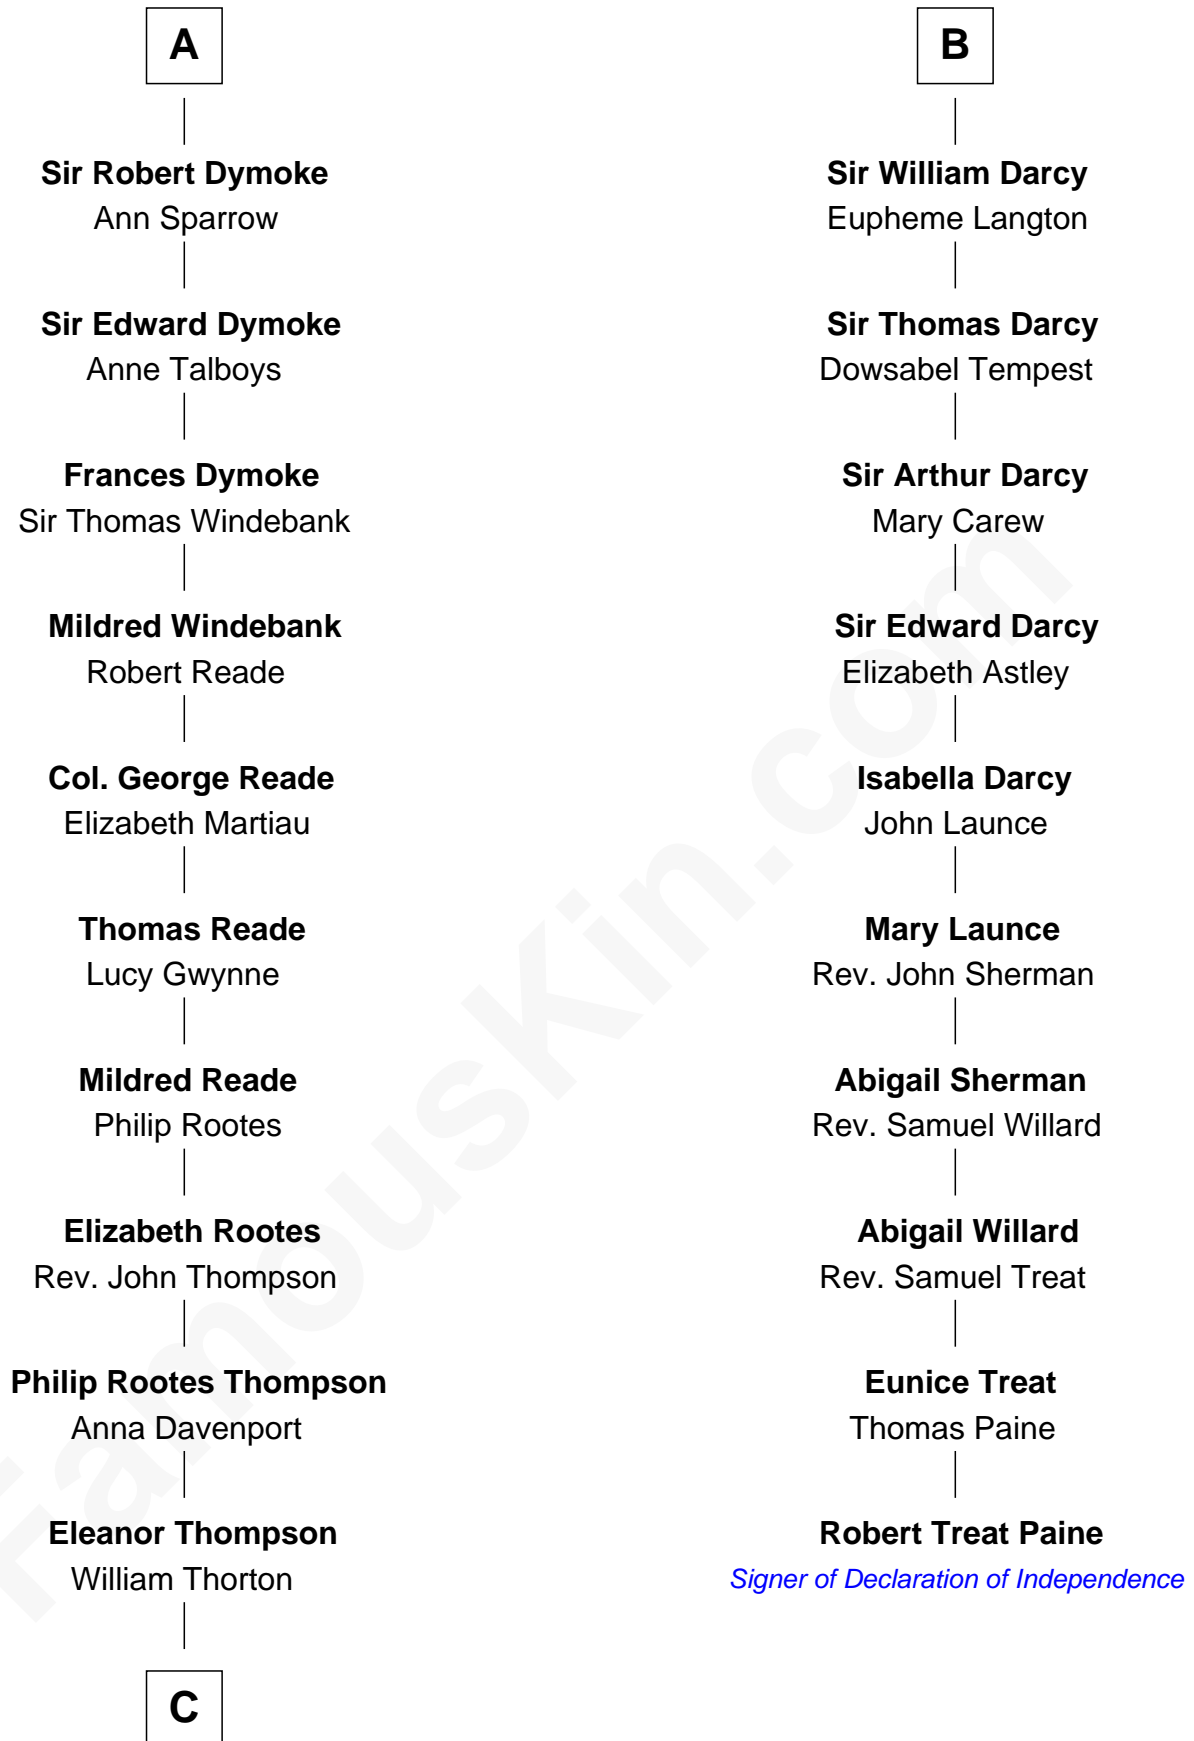 A
Sir Robert Dymoke
Ann Sparrow
Sir Edward Dymoke
Anne Talboys
Frances Dymoke
Sir Thomas Windebank
Mildred Windebank
Robert Reade
Col. George Reade
Elizabeth Martiau
Thomas Reade
Lucy Gwynne
Mildred Reade
Philip Rootes
Elizabeth Rootes
Rev. John Thompson
Philip Rootes Thompson
Anna Davenport
Eleanor Thompson
William Thorton
C
B
Sir William Darcy
Eupheme Langton
Sir Thomas Darcy
Dowsabel Tempest
Sir Arthur Darcy
Mary Carew
Sir Edward Darcy
Elizabeth Astley
Isabella Darcy
John Launce
Mary Launce
Rev. John Sherman
Abigail Sherman
Rev. Samuel Willard
Abigail Willard
Rev. Samuel Treat
Eunice Treat
Thomas Paine
Robert Treat Paine
Signer of Declaration of Independence
FamousKin.com